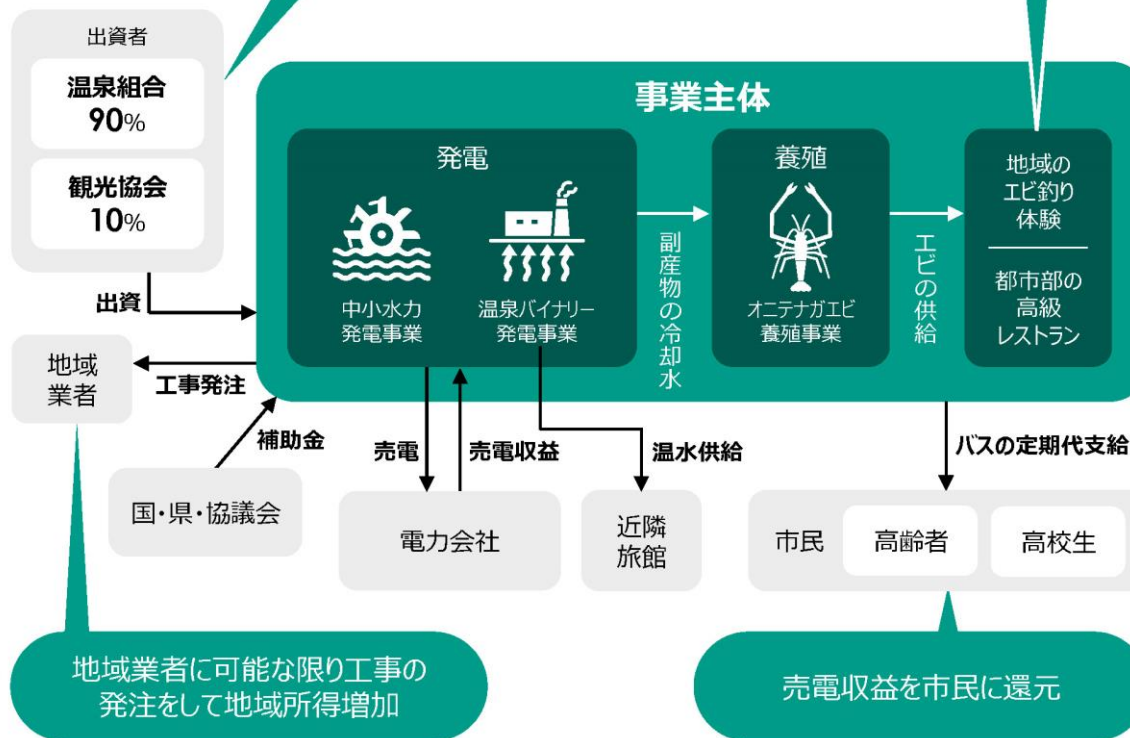 出資者
温泉組合
90%
観光協会
10%
出資
事業主体
発電
中小水力
発電事業
温泉バイナリー
発電事業
副産物の冷却水
養殖
オニテナガエビ
養殖事業
エビの供給
地域の
エビ釣り
体験
都市部の
高級
レストラン
地域
業者
工事発注
補助金
国・県・協議会
売電
売電収益
電力会社
温水供給
近隣
旅館
バスの定期代支給
市民
高齢者
高校生
地域業者に可能な限り工事の
発注をして地域所得増加
売電収益を市民に還元